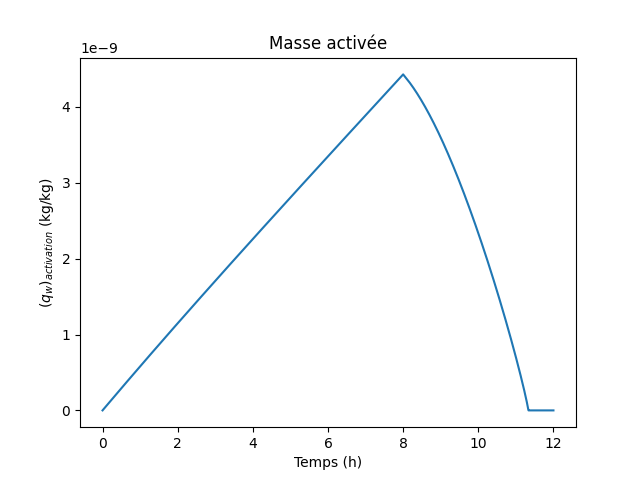 Masse activée
1e−9
4
3
2
1
0
(q_w)_activation (kg/kg)
0 2 4 6 8 10 12
Temps (h)